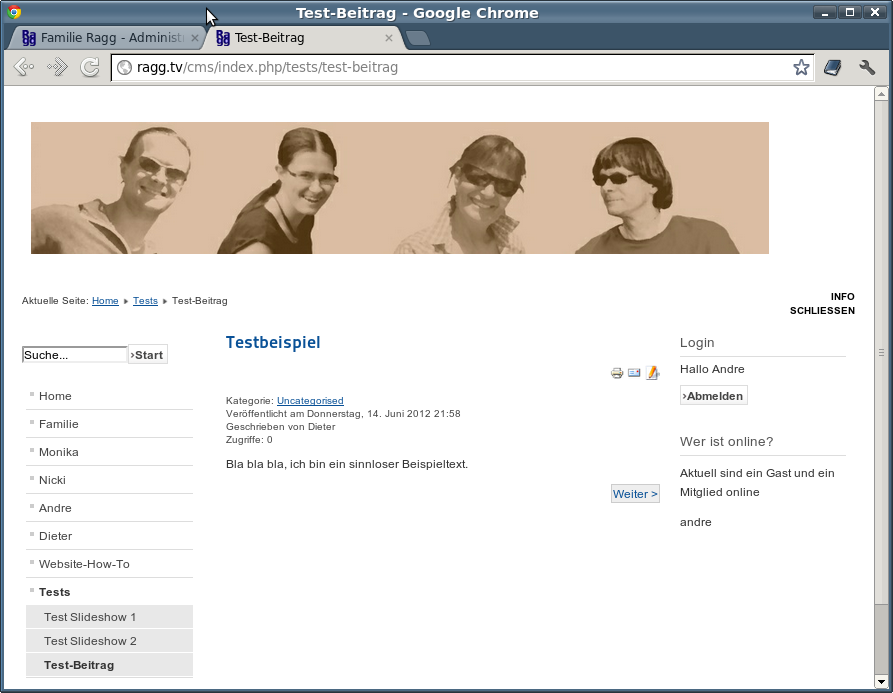 Test-Beitrag - Google Chrome
Familie Ragg - Administ
Test-Beitrag
ragg.tv/cms/index.php/tests/test-beitrag
Aktuelle Seite: Home Tests Test-Beitrag
INFO
SCHLIESSEN
Suche...
›Start
Home
Familie
Monika
Nicki
Andre
Dieter
Website-How-To
Tests
Test Slideshow 1
Test Slideshow 2
Test-Beitrag
Testbeispiel
Kategorie: Uncategorised
Veröffentlicht am Donnerstag, 14. Juni 2012 21:58
Geschrieben von Dieter
Zugriffe: 0
Bla bla bla, ich bin ein sinnloser Beispieltext.
Weiter >
Login
Hallo Andre
›Abmelden
Wer ist online?
Aktuell sind ein Gast und ein
Mitglied online
andre